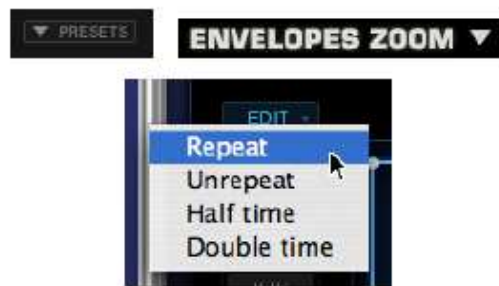 ▼ PRESETS
ENVELOPES ZOOM ▼
EDIT
Repeat
Unrepeat
Half time
Double time